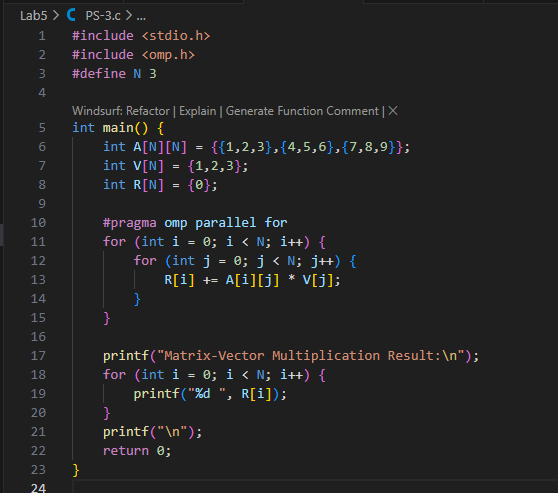 Lab5 > C PS-3.c > ...
1 #include <stdio.h>
2 #include <omp.h>
3 #define N 3
4
Windsurf: Refactor | Explain | Generate Function Comment | ×
5 int main() {
6     int A[N][N] = {{1,2,3},{4,5,6},{7,8,9}};
7     int V[N] = {1,2,3};
8     int R[N] = {0};
9
10     #pragma omp parallel for
11     for (int i = 0; i < N; i++) {
12         for (int j = 0; j < N; j++) {
13             R[i] += A[i][j] * V[j];
14         }
15     }
16
17     printf("Matrix-Vector Multiplication Result:\n");
18     for (int i = 0; i < N; i++) {
19         printf("%d ", R[i]);
20     }
21     printf("\n");
22     return 0;
23 }
24